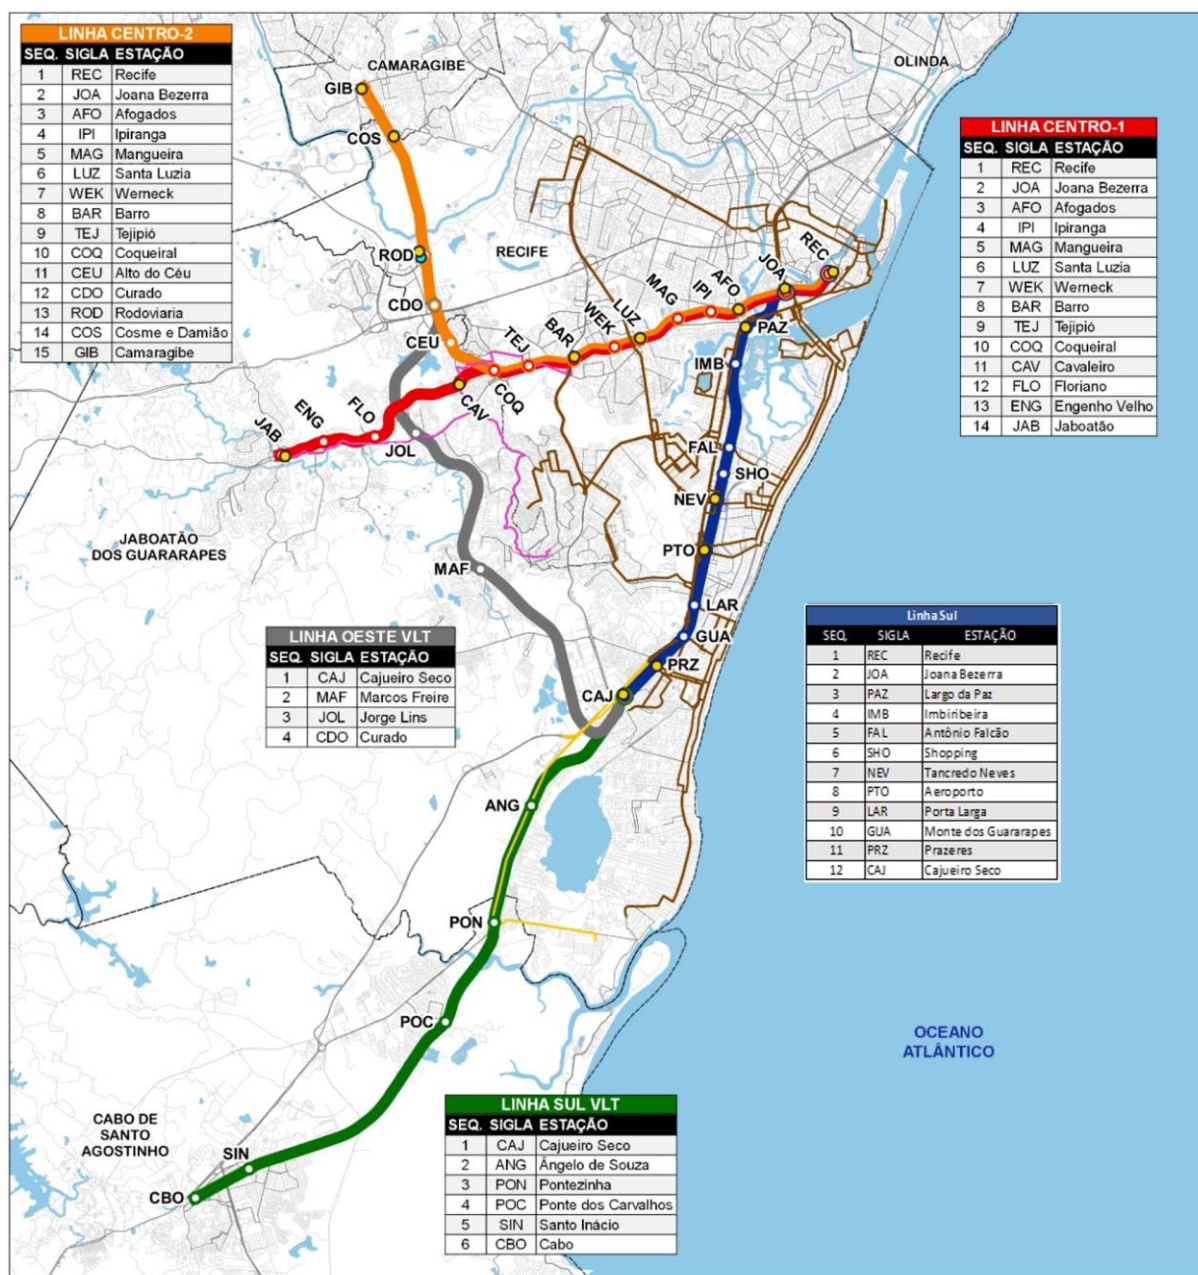 LINHA CENTRO-2
SEQ. SIGLA ESTAÇÃO
1 REC Recife
2 JOA Joana Bezerra
3 AFO Afogados
4 IPI Ipiranga
5 MAG Mangueira
6 LUZ Santa Luzia
7 WEK Werneck
8 BAR Barro
9 TEJ Tejipió
10 COQ Coqueiral
11 CEU Alto do Céu
12 CDO Curado
13 ROD Rodoviaria
14 COS Cosme e Damião
15 GIB Camaragibe
CAMARAGIBE
OLINDA
GIB
COS
LINHA CENTRO-1
SEQ. SIGLA ESTAÇÃO
1 REC Recife
2 JOA Joana Bezerra
3 AFO Afogados
4 IPI Ipiranga
5 MAG Mangueira
6 LUZ Santa Luzia
7 WEK Werneck
8 BAR Barro
9 TEJ Tejipió
10 COQ Coqueiral
11 CAV Cavaleiro
12 FLO Floriano
13 ENG Engenho Velho
14 JAB Jaboatão
ROD
RECIFE
REC
JOA
AFO
IPI
MAG
LUZ
WEK
BAR
TEJ
CDO
CEU
COQ
CAV
FLO
ENG
JAB
JOL
PAZ
IMB
FAL
SHO
NEV
PTO
JABOATÃO
DOS GUARARAPES
MAF
LAR
GUA
PRZ
CAJ
LINHA OESTE VLT
SEQ. SIGLA ESTAÇÃO
1 CAJ Cajueiro Seco
2 MAF Marcos Freire
3 JOL Jorge Lins
4 CDO Curado
Linha Sul
SEQ. SIGLA ESTAÇÃO
1 REC Recife
2 JOA Joana Bezerra
3 PAZ Largo da Paz
4 IMB Imbiribeira
5 FAL Antônio Falcão
6 SHO Shopping
7 NEV Tancredo Neves
8 PTO Aeroporto
9 LAR Porta Larga
10 GUA Monte dos Guararapes
11 PRZ Prazeres
12 CAJ Cajueiro Seco
ANG
PON
POC
OCEANO
ATLÂNTICO
CABO DE
SANTO
AGOSTINHO
SIN
CBO
LINHA SUL VLT
SEQ. SIGLA ESTAÇÃO
1 CAJ Cajueiro Seco
2 ANG Ângelo de Souza
3 PON Pontezinha
4 POC Ponte dos Carvalhos
5 SIN Santo Inácio
6 CBO Cabo